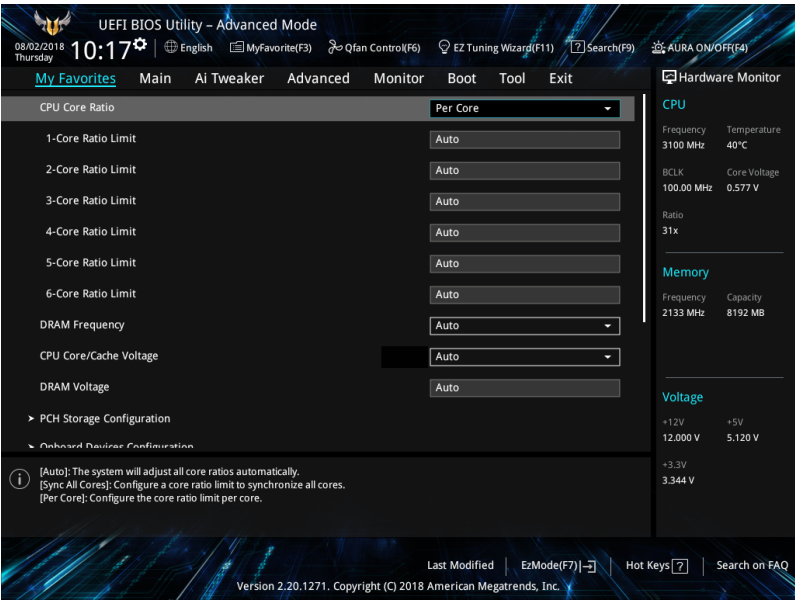 UEFI BIOS Utility – Advanced Mode
08/02/2018
Thursday
10:17
English
MyFavorite(F3)
Qfan Control(F6)
EZ Tuning Wizard(F11)
? Search(F9)
AURA ON/OFF(F4)
My Favorites Main Ai Tweaker Advanced Monitor Boot Tool Exit
Hardware Monitor
CPU Core Ratio Per Core
1-Core Ratio Limit Auto
2-Core Ratio Limit Auto
3-Core Ratio Limit Auto
4-Core Ratio Limit Auto
5-Core Ratio Limit Auto
6-Core Ratio Limit Auto
DRAM Frequency Auto
CPU Core/Cache Voltage Auto
DRAM Voltage Auto
> PCH Storage Configuration
> Onboard Devices Configuration
[Auto]: The system will adjust all core ratios automatically.
[Sync All Cores]: Configure a core ratio limit to synchronize all cores.
[Per Core]: Configure the core ratio limit per core.
CPU
Frequency Temperature
3100 MHz 40°C
BCLK Core Voltage
100.00 MHz 0.577 V
Ratio
31x
Memory
Frequency Capacity
2133 MHz 8192 MB
Voltage
+12V +5V
12.000 V 5.120 V
+3.3V
3.344 V
Last Modified
EzMode(F7)
Hot Keys ?
Search on FAQ
Version 2.20.1271. Copyright (C) 2018 American Megatrends, Inc.